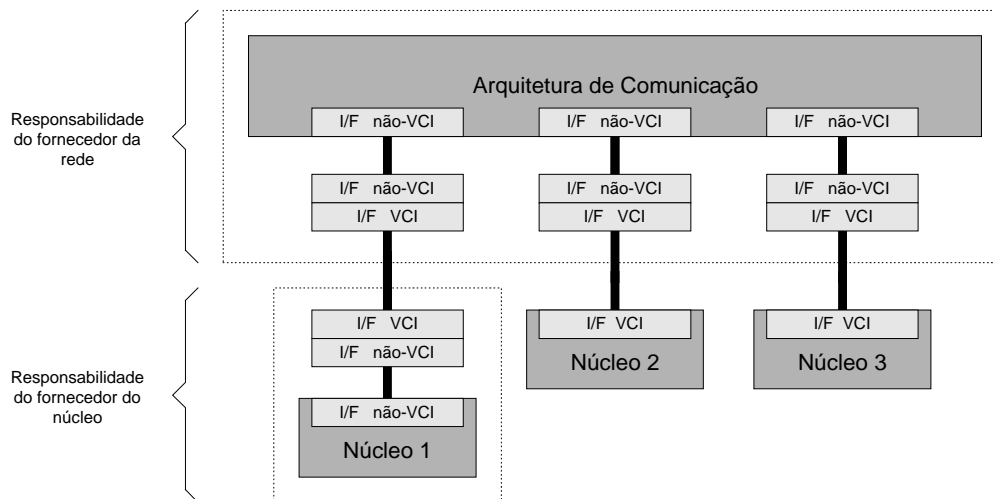 Arquitetura de Comunicação
I/F não-VCI
I/F não-VCI
I/F não-VCI
Responsabilidade
do fornecedor da
rede
I/F não-VCI
I/F VCI
I/F não-VCI
I/F VCI
I/F não-VCI
I/F VCI
Responsabilidade
do fornecedor do
núcleo
I/F VCI
I/F não-VCI
I/F não-VCI
Núcleo 1
I/F VCI
Núcleo 2
I/F VCI
Núcleo 3